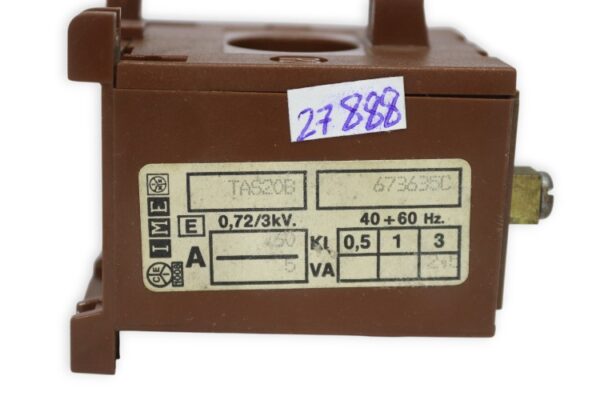 27888
TAS20B 673635C
IME
E 0,72/3kV. 40÷60 Hz.
A 60 Kl. 0,5 1 3
5 VA 2.5